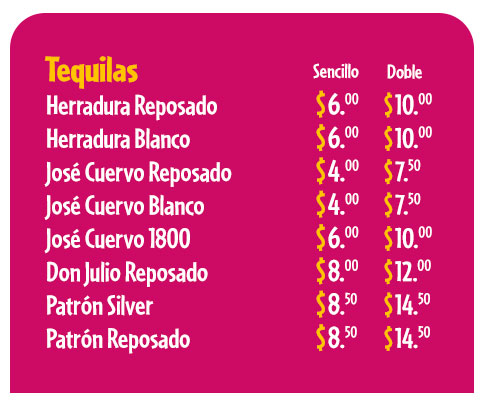 Tequilas Sencillo Doble
Herradura Reposado $6.00 $10.00
Herradura Blanco $6.00 $10.00
José Cuervo Reposado $4.00 $7.50
José Cuervo Blanco $4.00 $7.50
José Cuervo 1800 $6.00 $10.00
Don Julio Reposado $8.00 $12.00
Patrón Silver $8.50 $14.50
Patrón Reposado $8.50 $14.50